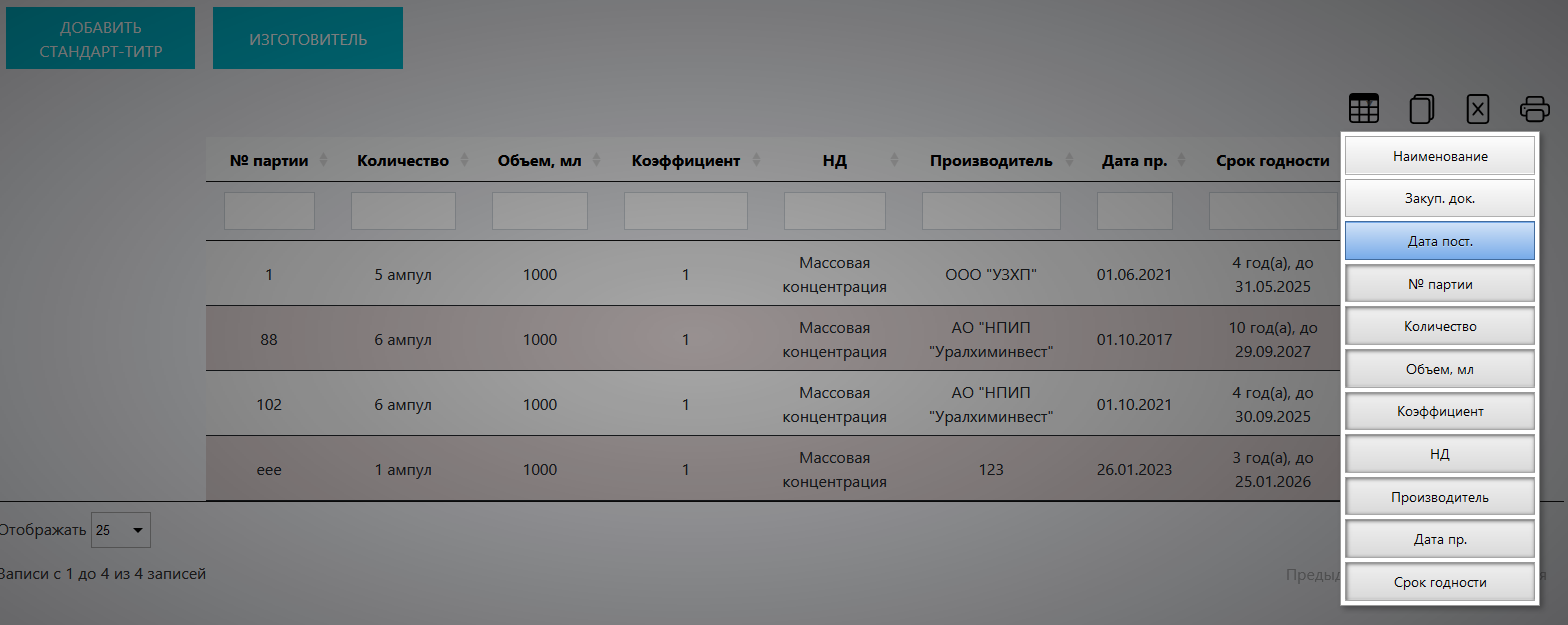 ДОБАВИТЬ
СТАНДАРТ-ТИТР
ИЗГОТОВИТЕЛЬ
№ партии Количество Объем, мл Коэффициент НД Производитель Дата пр. Срок годности
1 5 ампул 1000 1 Массовая концентрация ООО "УЗХП" 01.06.2021 4 год(а), до 31.05.2025
88 6 ампул 1000 1 Массовая концентрация АО "НПИП "Уралхиминвест" 01.10.2017 10 год(а), до 29.09.2027
102 6 ампул 1000 1 Массовая концентрация АО "НПИП "Уралхиминвест" 01.10.2021 4 год(а), до 30.09.2025
eee 1 ампул 1000 1 Массовая концентрация 123 26.01.2023 3 год(а), до 25.01.2026
Отображать 25
Записи с 1 до 4 из 4 записей
Наименование
Закуп. док.
Дата пост.
№ партии
Количество
Объем, мл
Коэффициент
НД
Производитель
Дата пр.
Срок годности